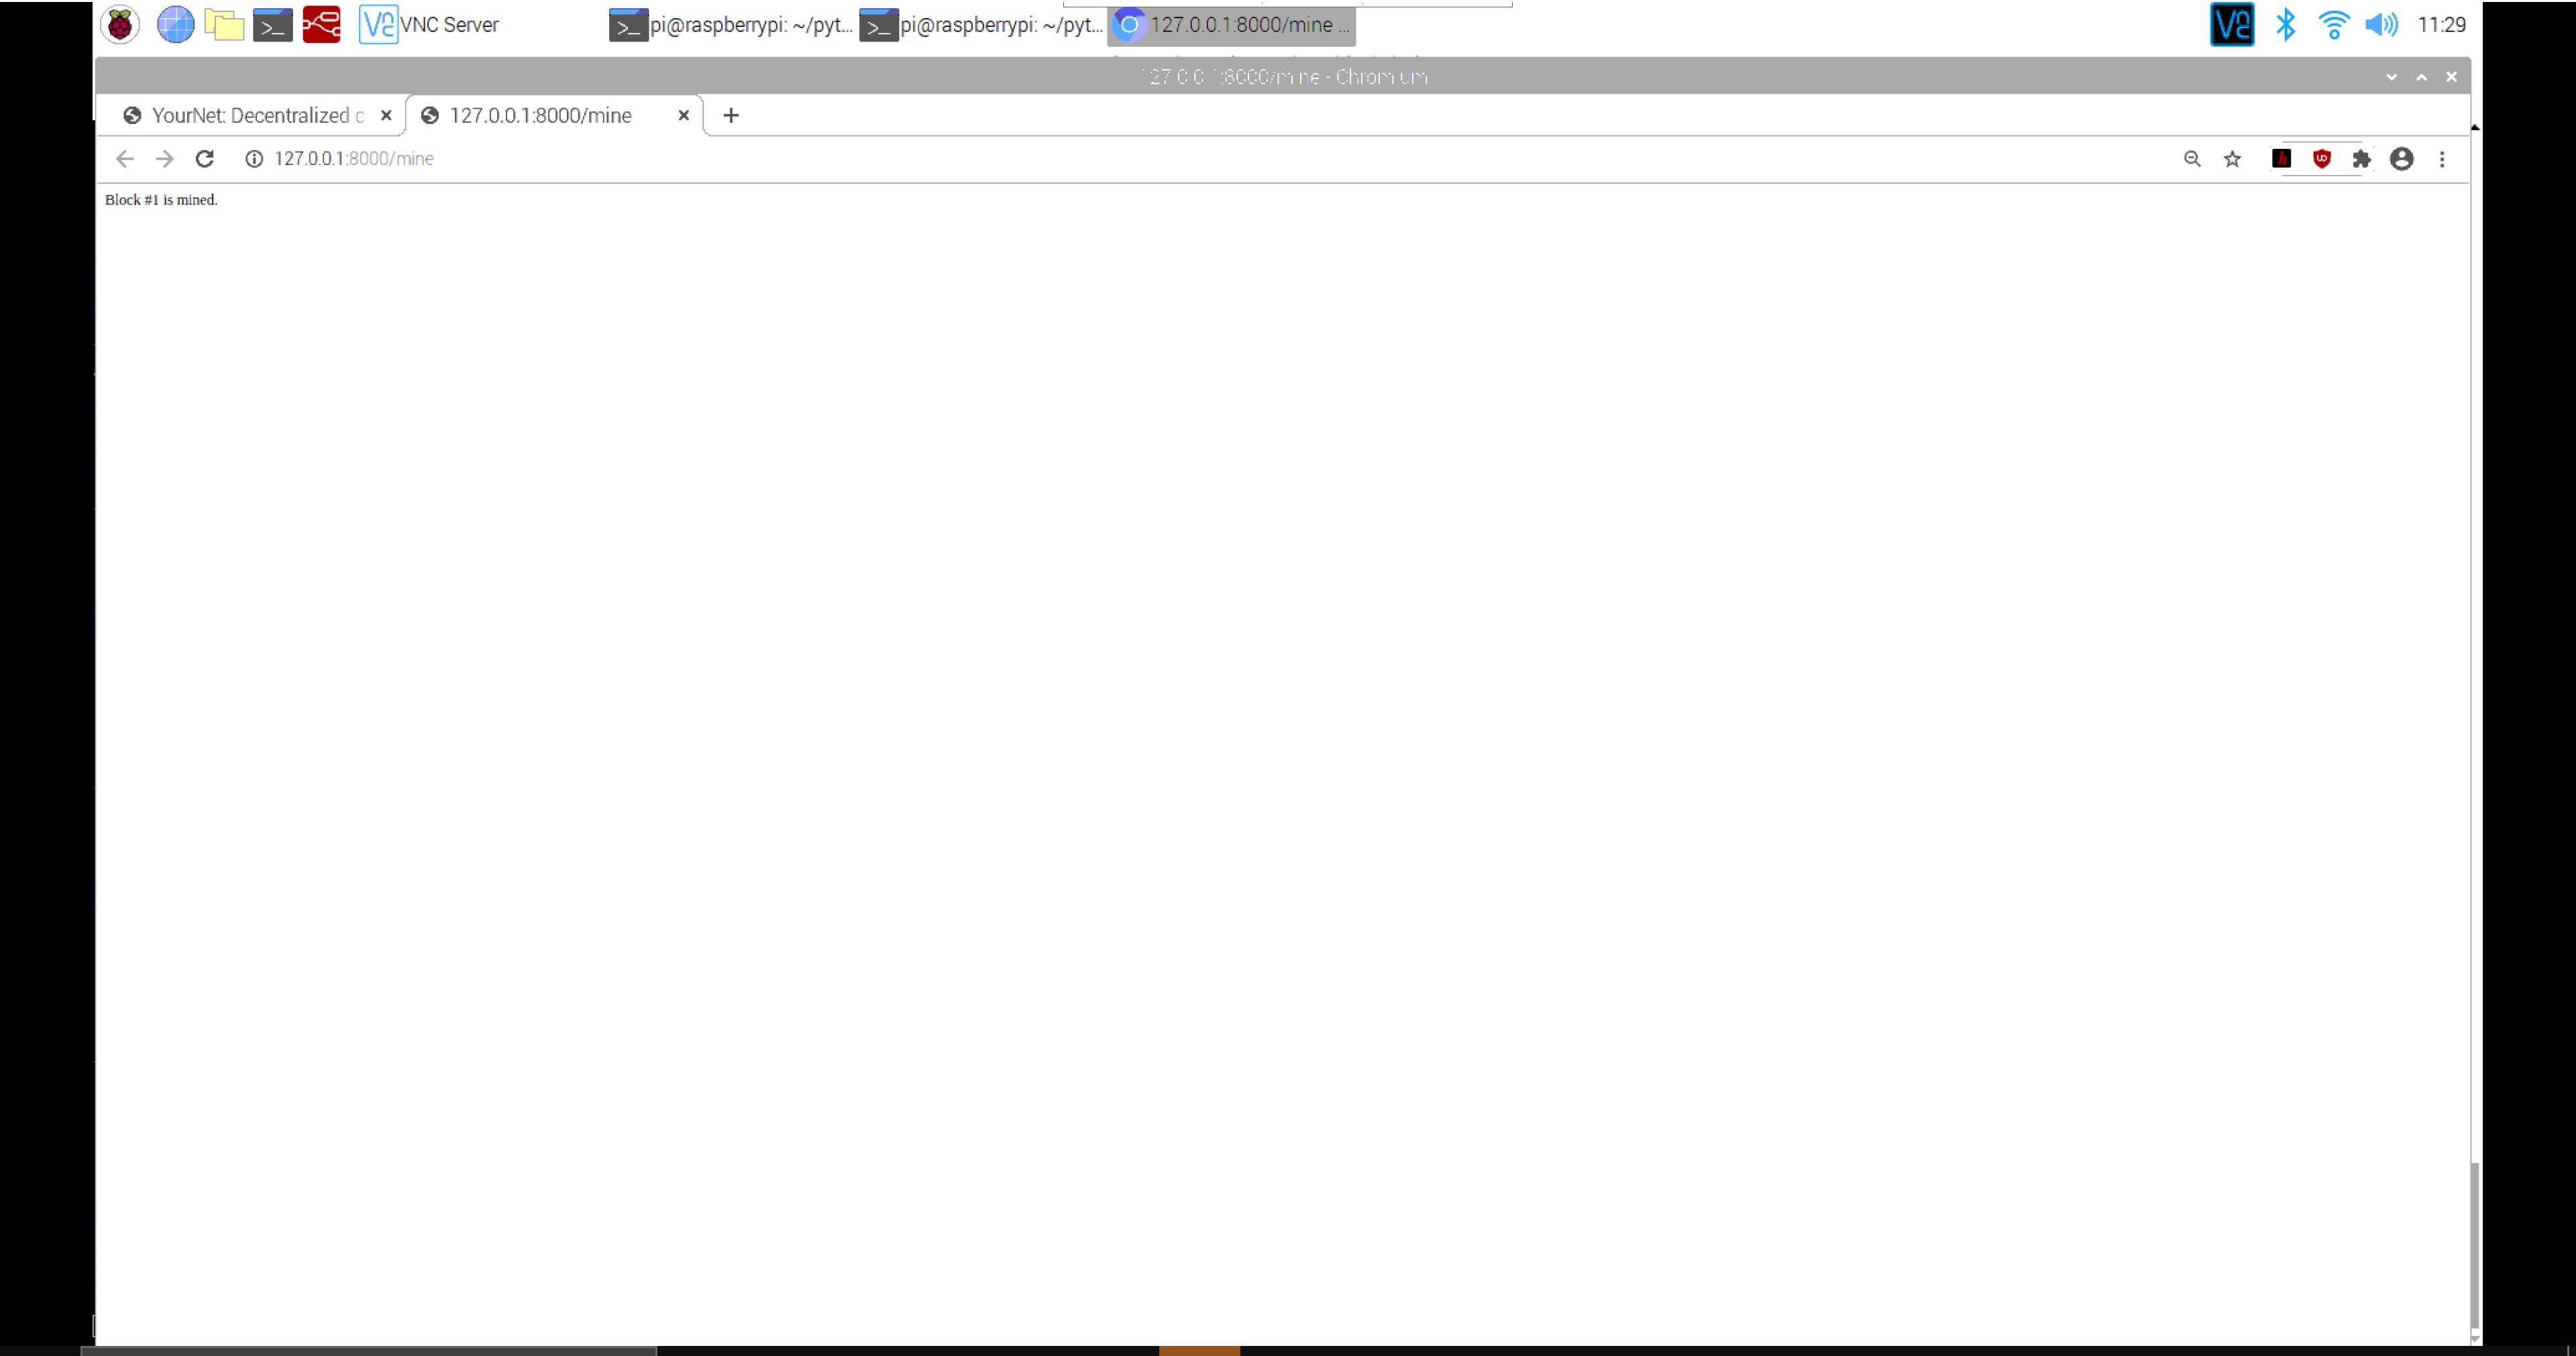 VNC Server pi@raspberrypi: ~/pyt... pi@raspberrypi: ~/pyt... 127.0.0.1:8000/mine ... 11:29
127.0.0.1:8000/mine - Chromium
YourNet: Decentralized c 127.0.0.1:8000/mine
127.0.0.1:8000/mine
Block #1 is mined.